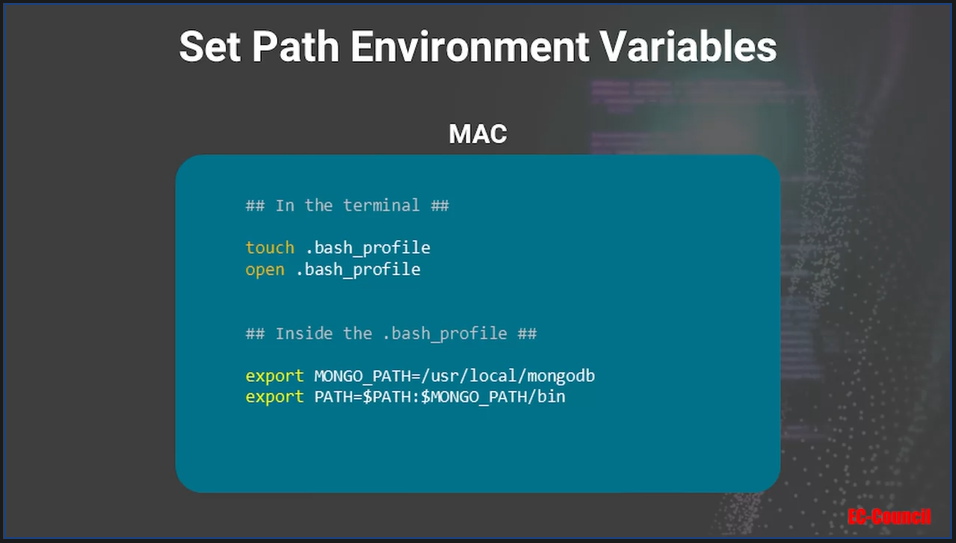 Set Path Environment Variables
MAC
## In the terminal ##
touch .bash_profile
open .bash_profile
## Inside the .bash_profile ##
export MONGO_PATH=/usr/local/mongodb
export PATH=$PATH:$MONGO_PATH/bin
EC-Council